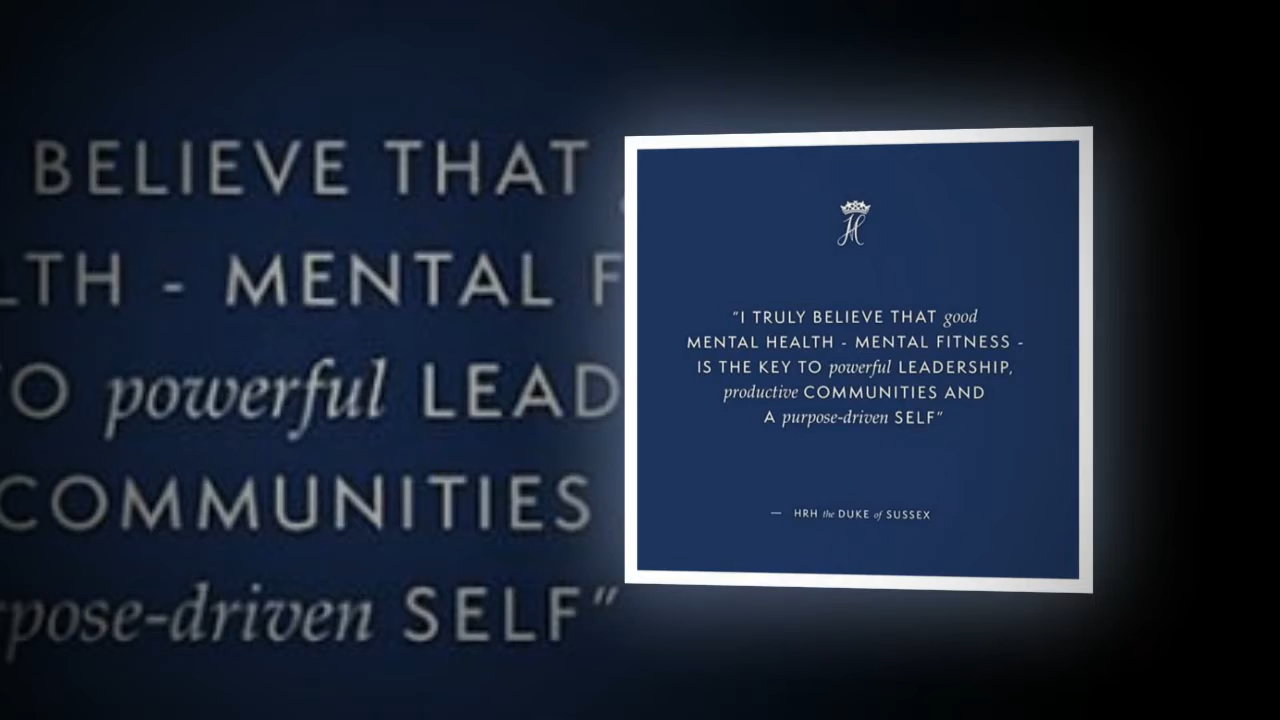 BELIEVE THAT
LTH - MENTAL F
TO powerful LEAD
COMMUNITIES
rpose-driven SELF”
H
“I TRULY BELIEVE THAT good
MENTAL HEALTH - MENTAL FITNESS -
IS THE KEY TO powerful LEADERSHIP,
productive COMMUNITIES AND
A purpose-driven SELF”
— HRH the DUKE of SUSSEX